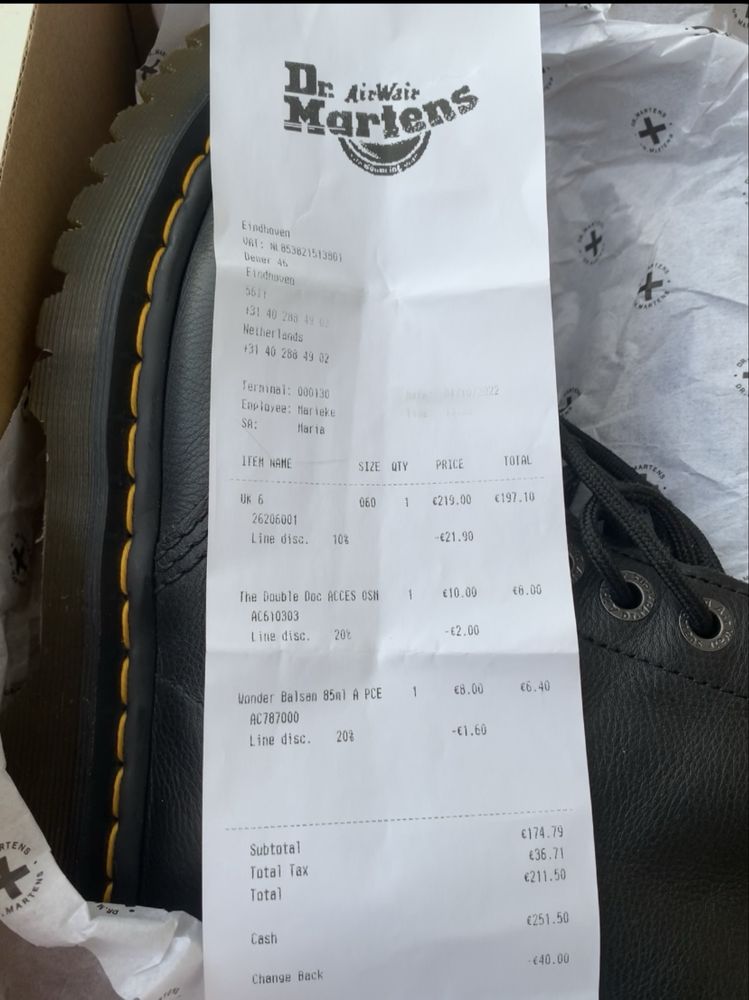 Dr. AirWair
Martens
Eindhoven
VAT: NL853821513B01
Demer 46
Eindhoven
+31 40 288 49 02
Netherlands
+31 40 288 49 02
Terminal: 000130
Employee: Marieke
SA: Maria
ITEM NAME SIZE QTY PRICE TOTAL
UK 6 060 1 €219.00 €197.10
26206001
Line disc. 10% -€21.90
The Double Doc ACCES OSN 1 €10.00 €8.00
AC610303
Line disc. 20% -€2.00
Wonder Balsam 85ml A PCE 1 €8.00 €6.40
AC787000
Line disc. 20% -€1.60
Subtotal €174.79
Total Tax €36.71
Total €211.50
Cash €251.50
Change Back -€40.00
DR.MARTENS